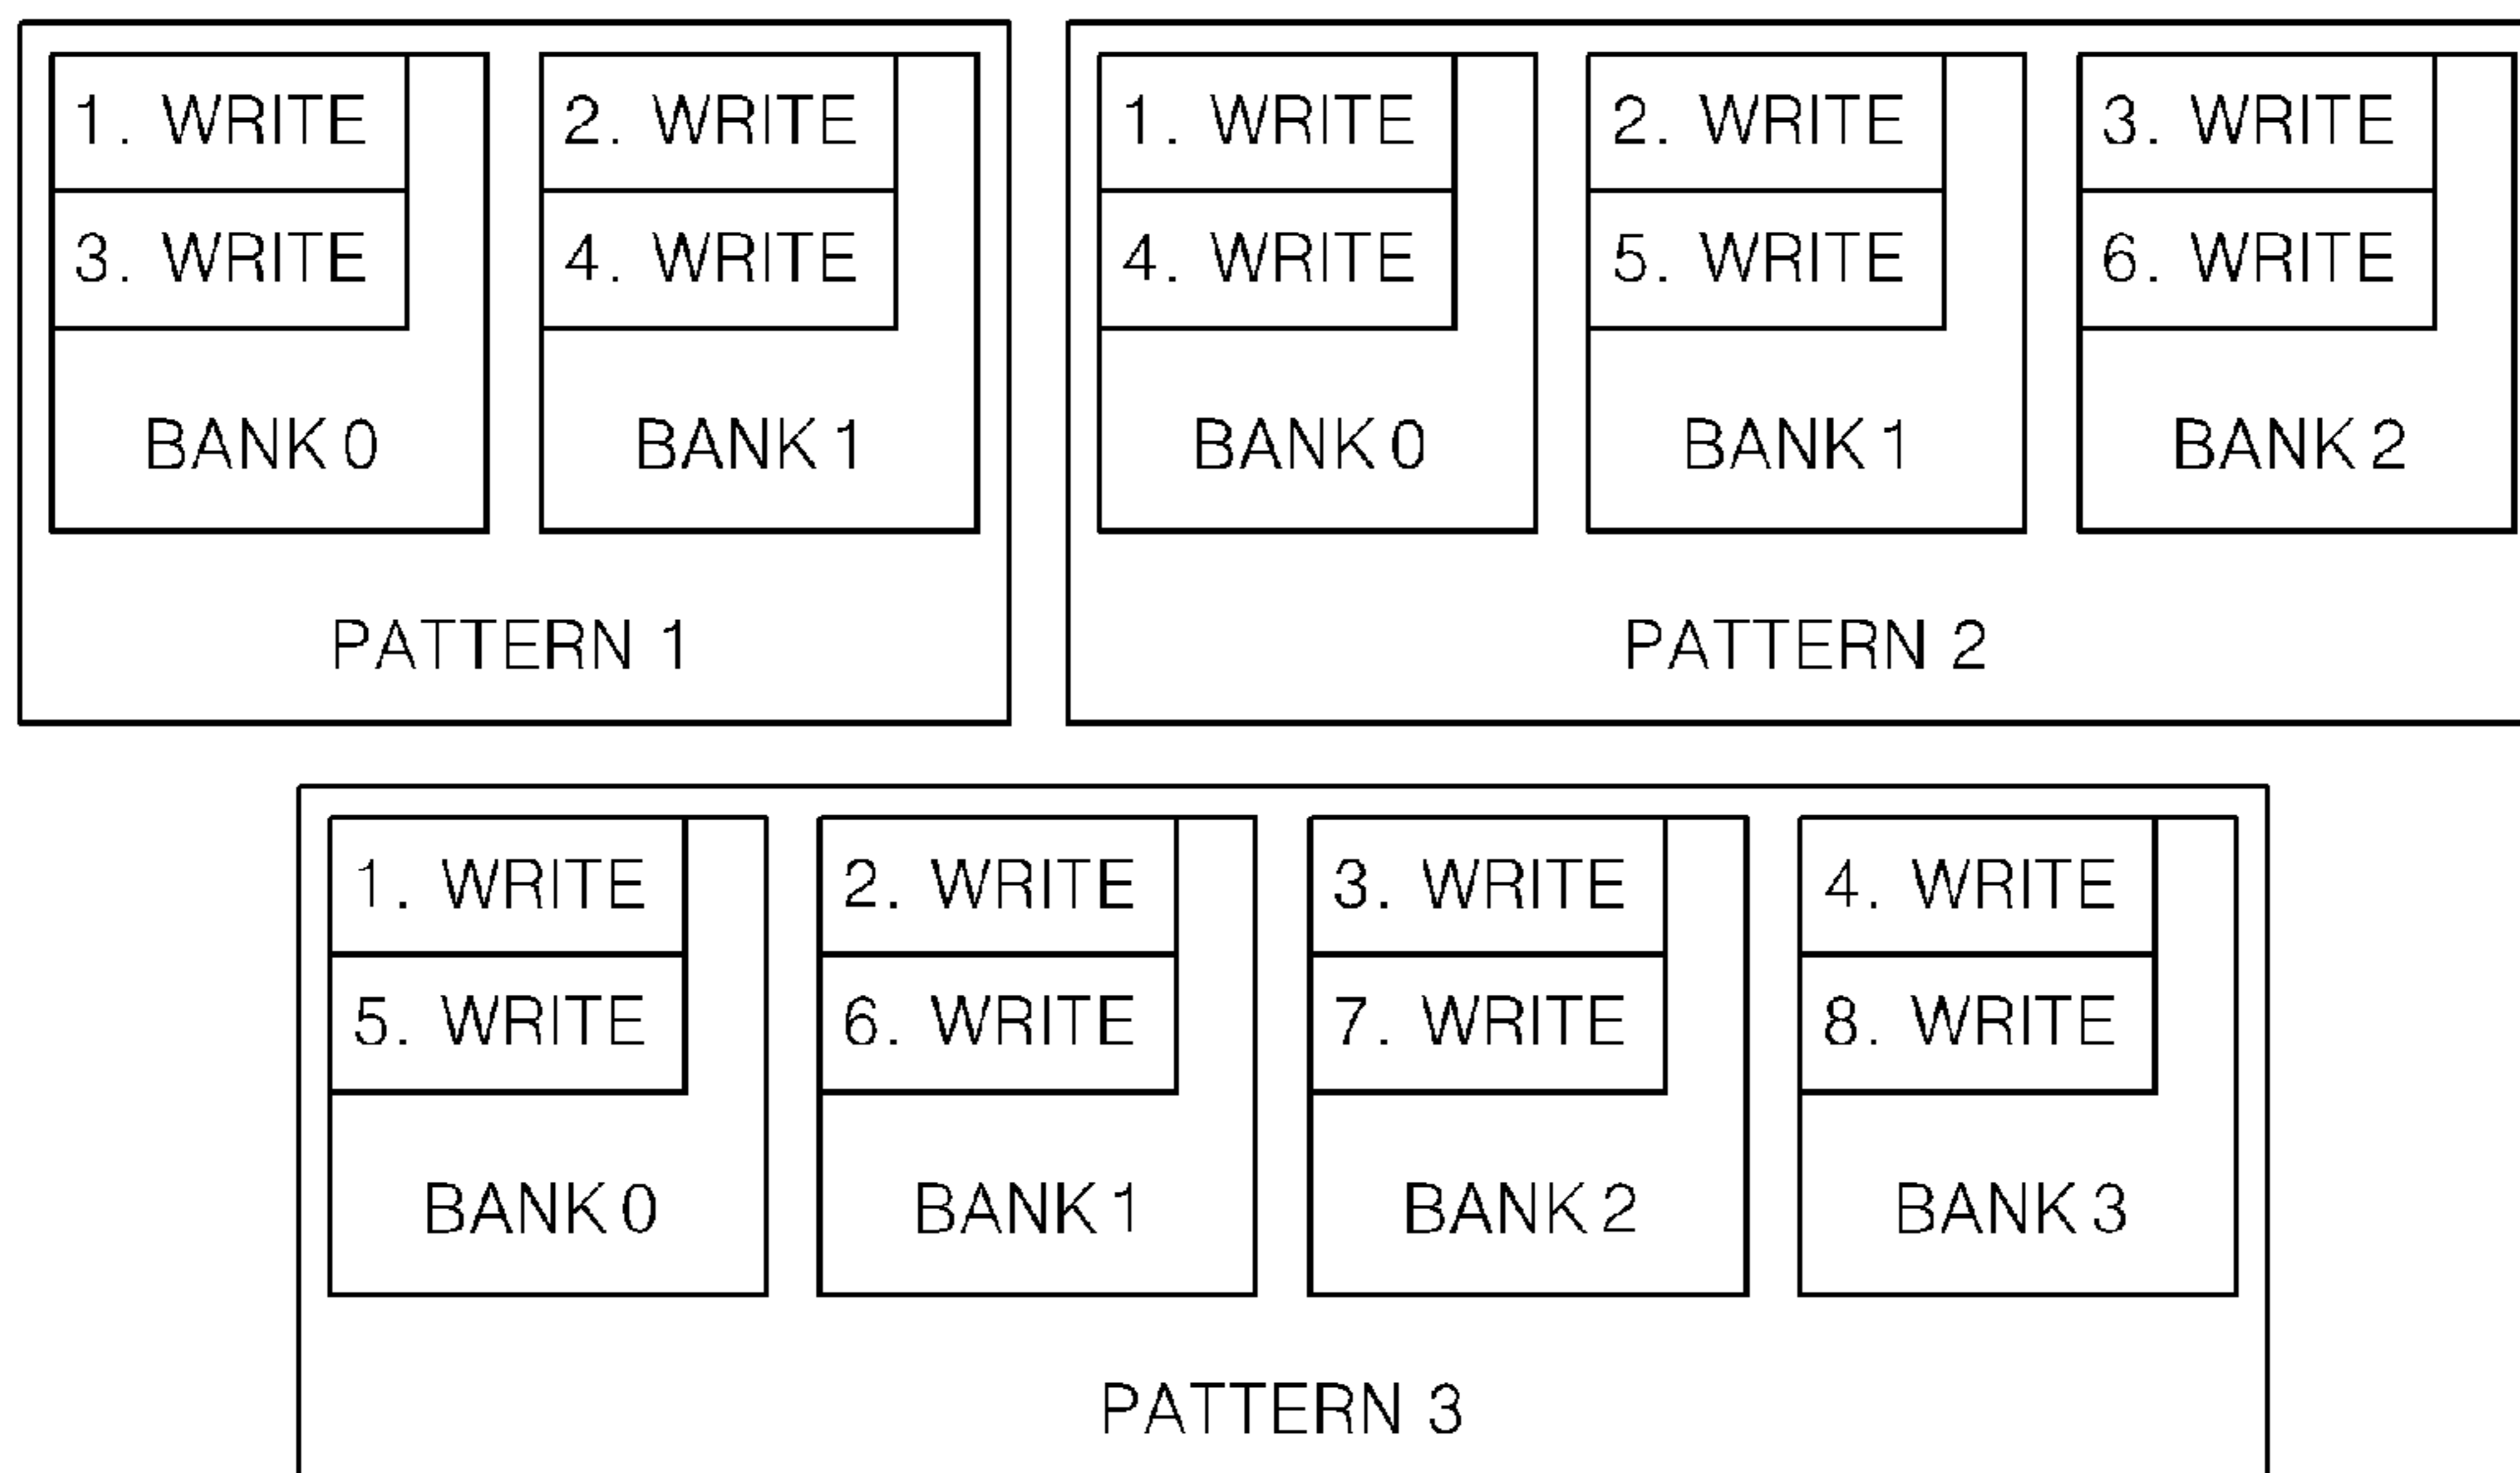 1. WRITE 2. WRITE
3. WRITE 4. WRITE
BANK 0 BANK 1
PATTERN 1
1. WRITE 2. WRITE 3. WRITE
4. WRITE 5. WRITE 6. WRITE
BANK 0 BANK 1 BANK 2
PATTERN 2
1. WRITE 2. WRITE 3. WRITE 4. WRITE
5. WRITE 6. WRITE 7. WRITE 8. WRITE
BANK 0 BANK 1 BANK 2 BANK 3
PATTERN 3